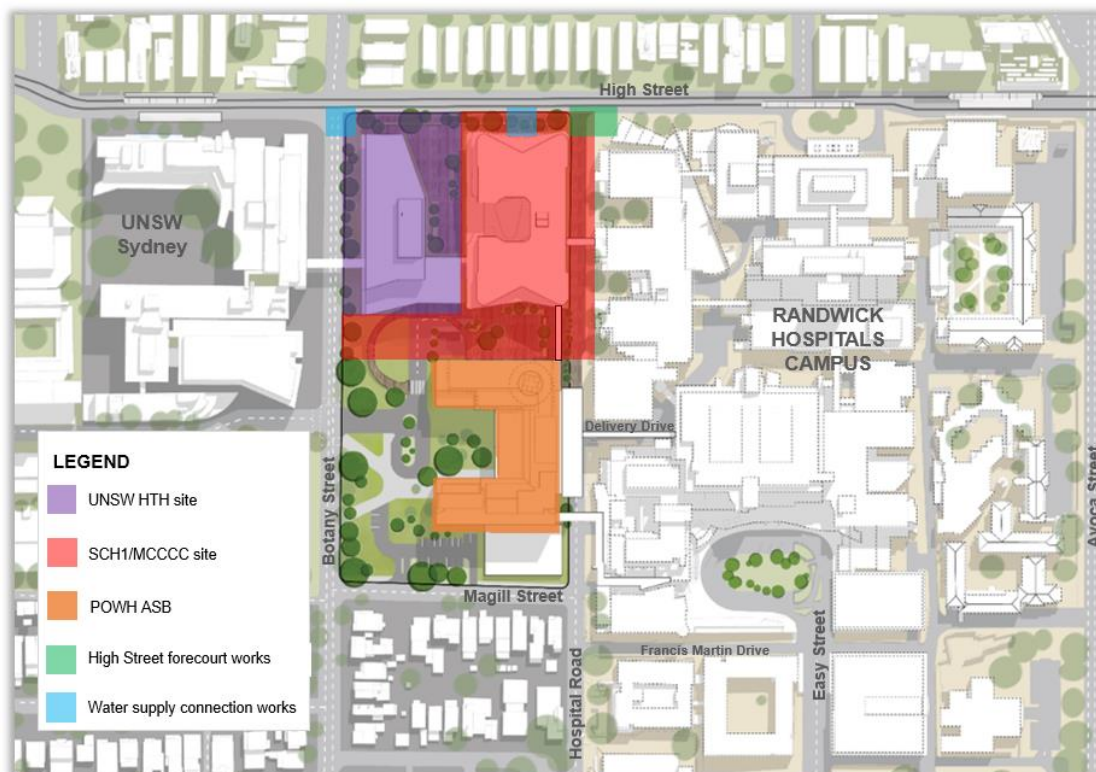 High Street
UNSW
Sydney
RANDWICK
HOSPITALS
CAMPUS
Delivery Drive
LEGEND
UNSW HTH site
SCH1/MCCCC site
POWH ASB
High Street forecourt works
Water supply connection works
Botany Street
Magill Street
Hospital Road
Francis Martin Drive
Easy Street
Avoca Street